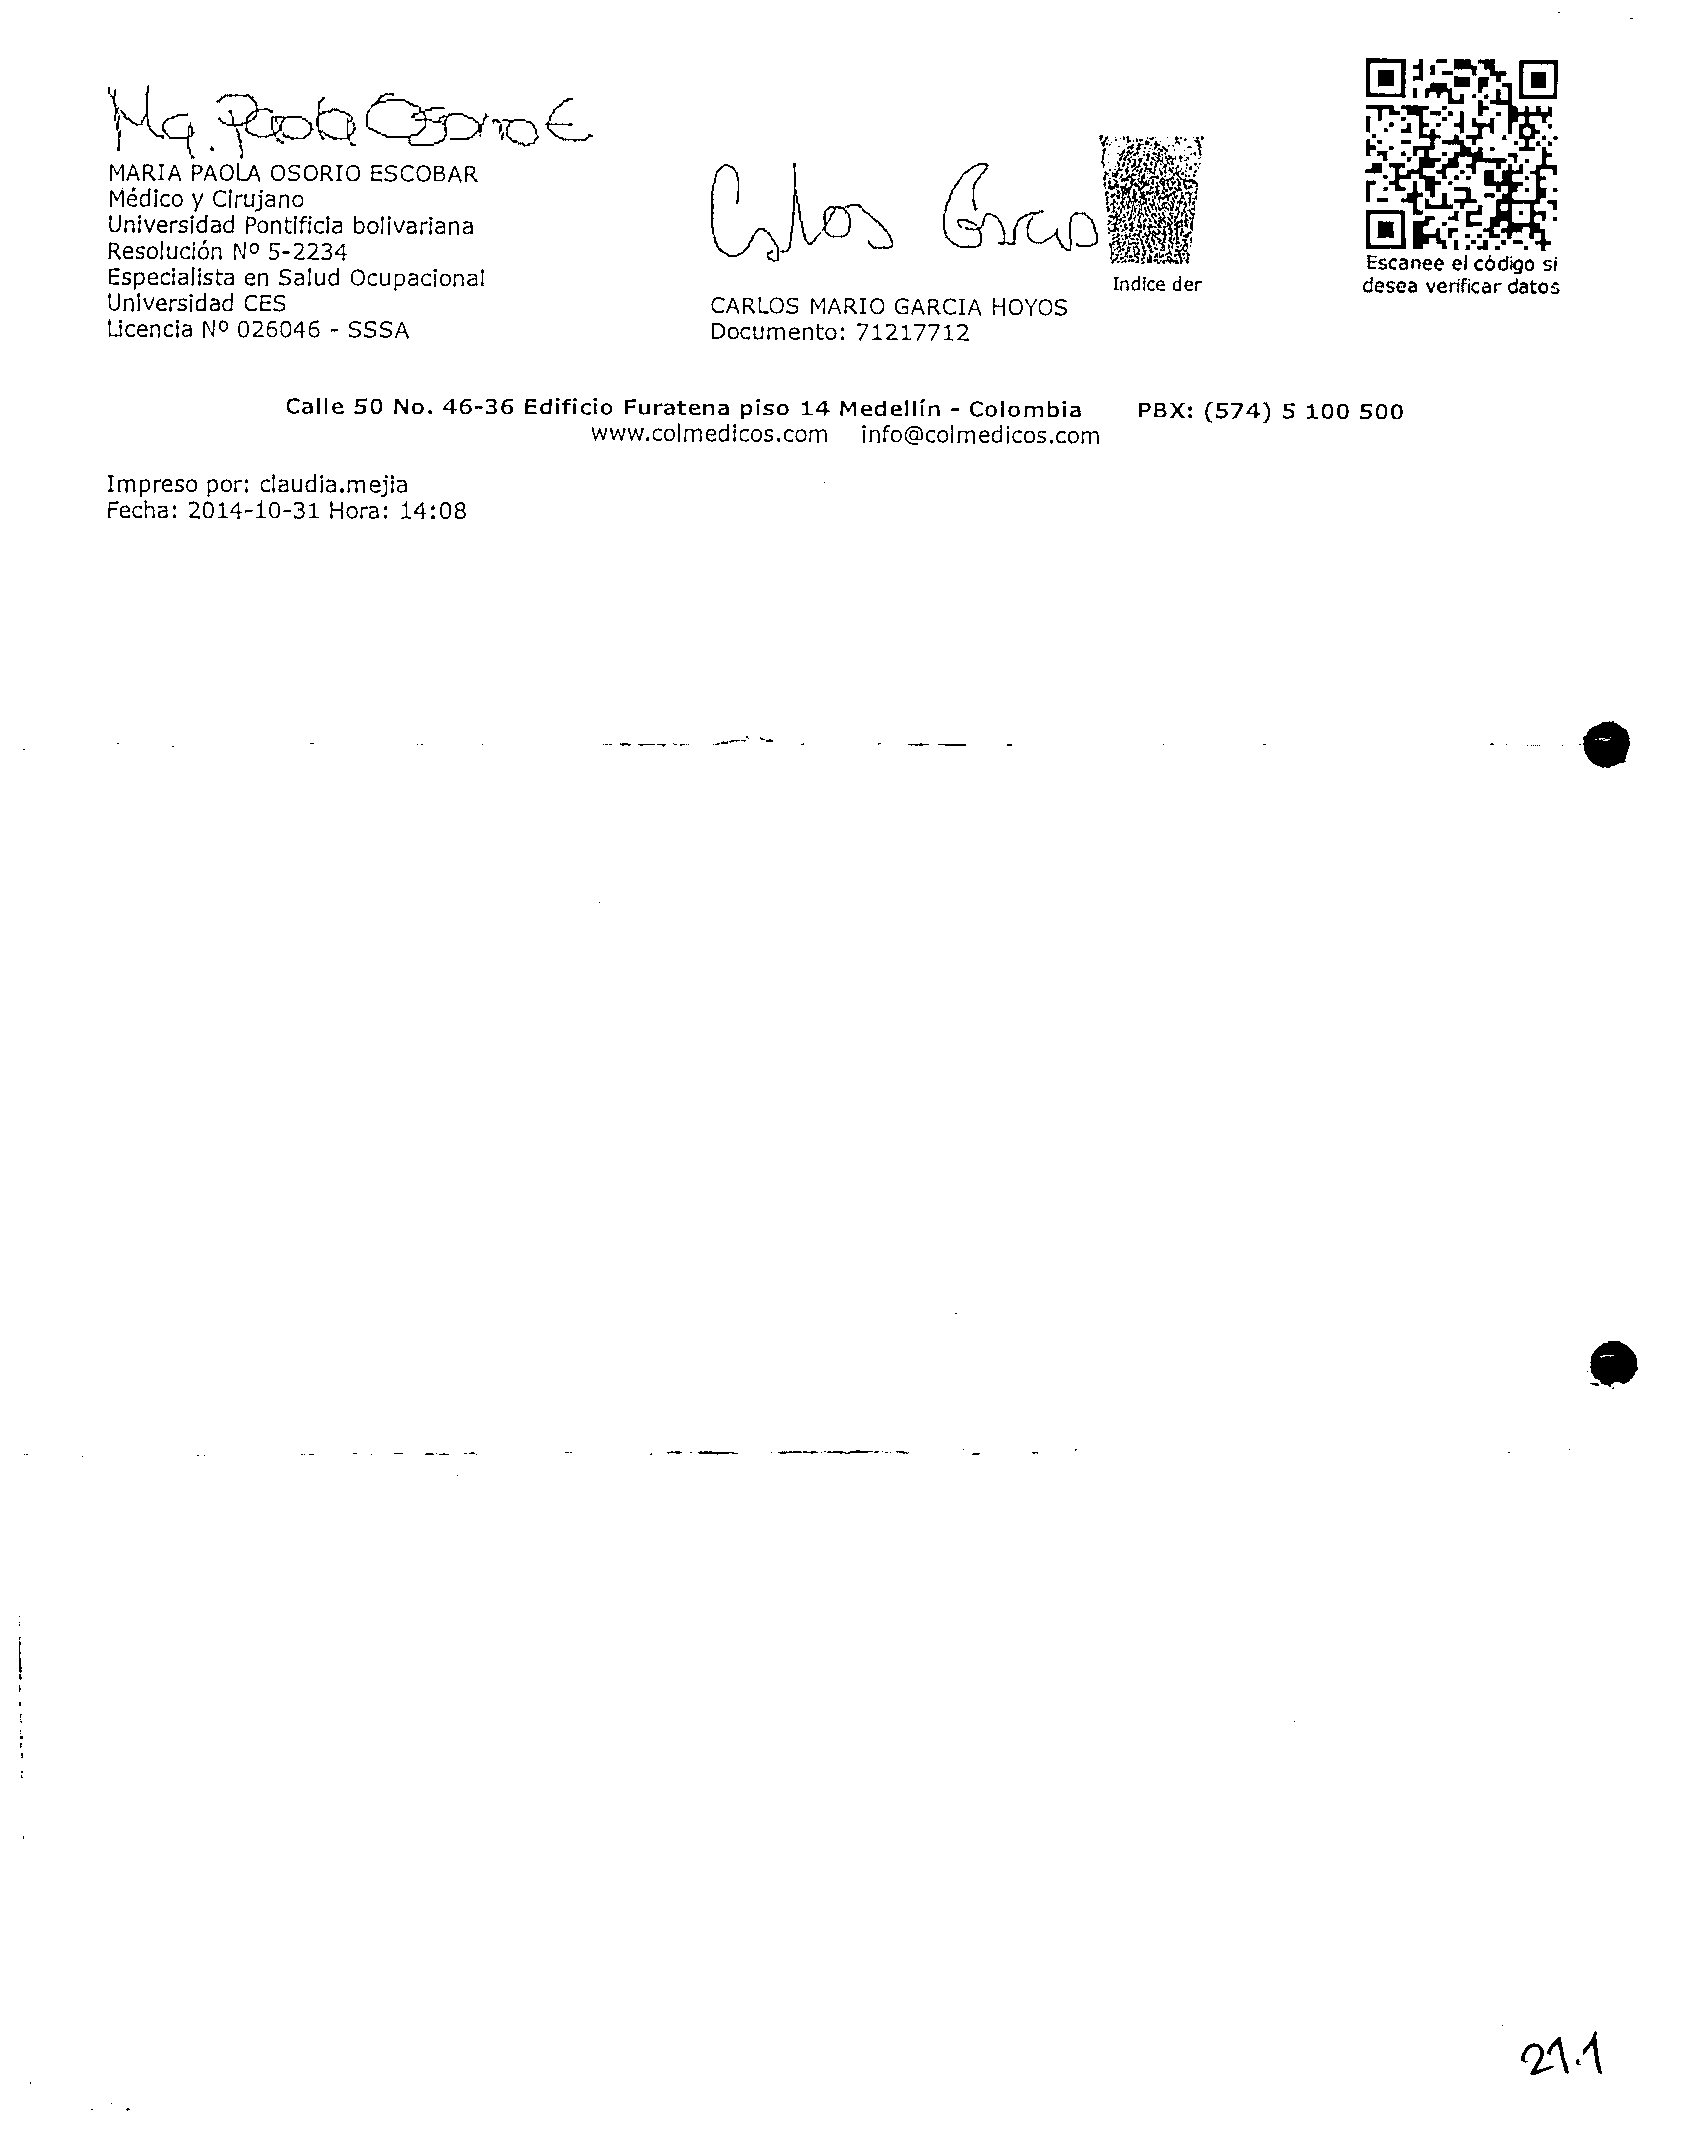 Ma. Paola Osorio E
MARIA PAOLA OSORIO ESCOBAR
Médico y Cirujano
Universidad Pontificia bolivariana
Resolución Nº 5-2234
Especialista en Salud Ocupacional
Universidad CES
Licencia Nº 026046 - SSSA
Carlos Garcia
Indice der
CARLOS MARIO GARCIA HOYOS
Documento: 71217712
Escanee el código si
desea verificar datos
Calle 50 No. 46-36 Edificio Furatena piso 14 Medellín - Colombia PBX: (574) 5 100 500
www.colmedicos.com info@colmedicos.com
Impreso por: claudia.mejia
Fecha: 2014-10-31 Hora: 14:08
21.1